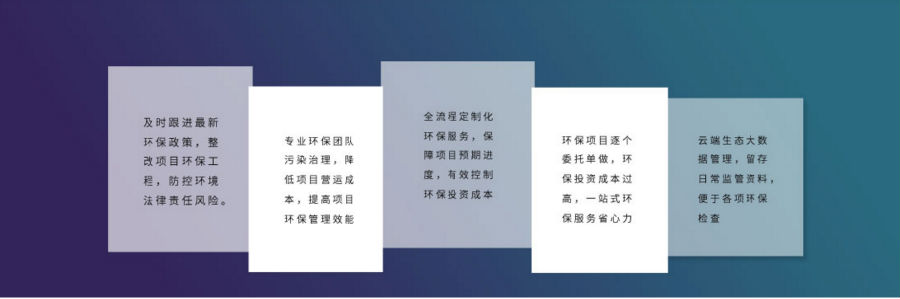 及时跟进最新
环保政策，整
改项目环保工
程，防控环境
法律责任风险。
专业环保团队
污染治理，降
低项目营运成
本，提高项目
环保管理效能
全流程定制化
环保服务，保
障项目预期进
度，有效控制
环保投资成本
环保项目逐个
委托单做，环
保投资成本过
高，一站式环
保服务省心力
云端生态大数
据管理，留存
日常监管资料，
便于各项环保
检查